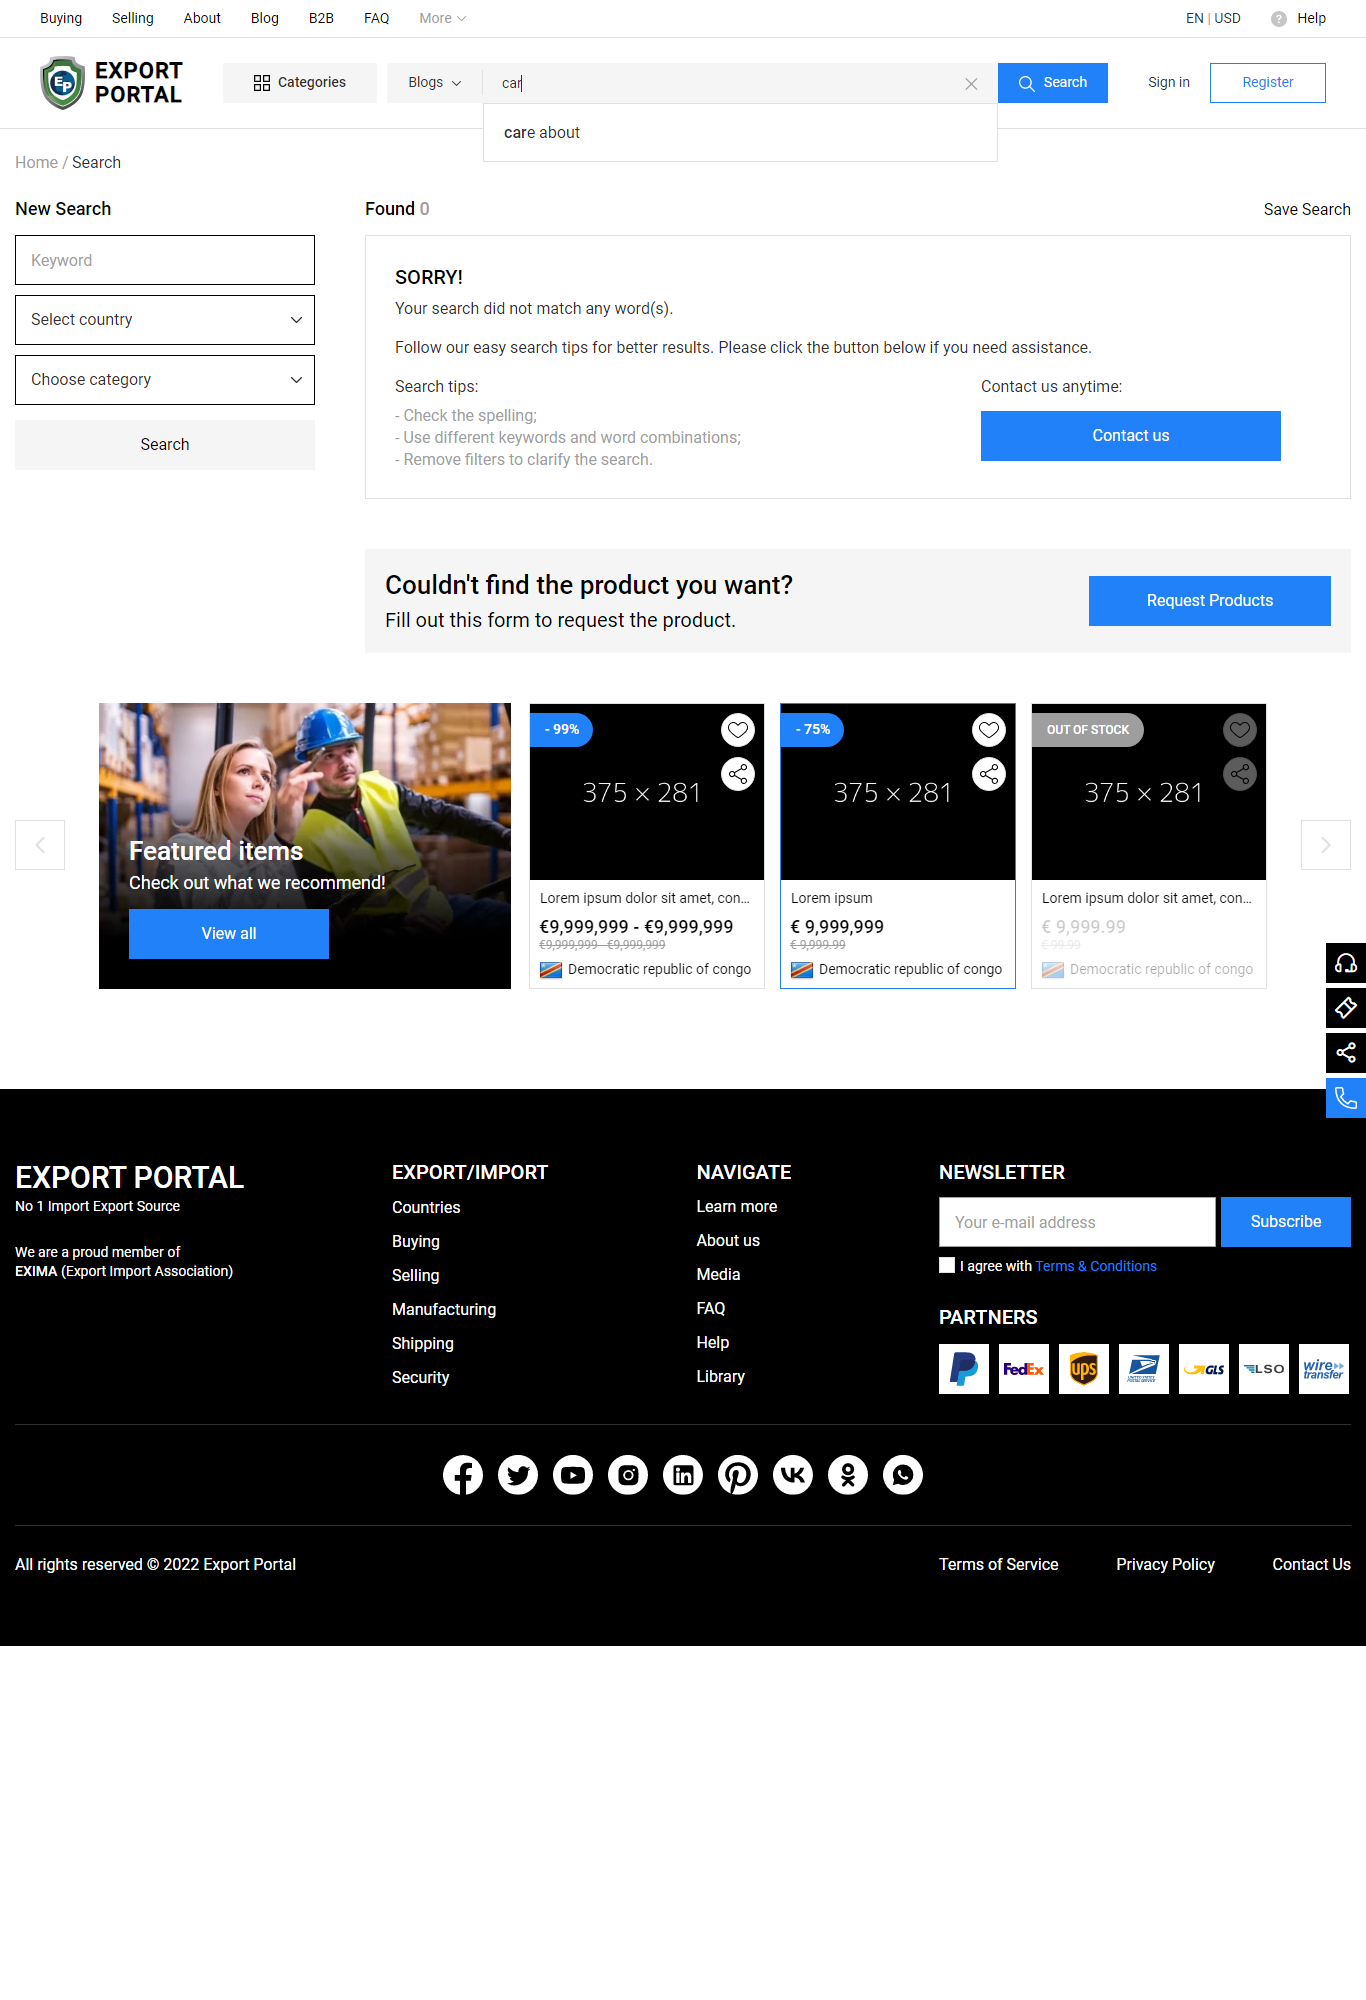 Buying Selling About Blog B2B FAQ More EN | USD ? Help
EP EXPORT PORTAL
Categories Blogs car Search Sign in Register
care about
Home / Search
New Search
Keyword
Select country
Choose category
Search
Found 0 Save Search
SORRY!
Your search did not match any word(s).
Follow our easy search tips for better results. Please click the button below if you need assistance.
Search tips:
- Check the spelling;
- Use different keywords and word combinations;
- Remove filters to clarify the search.
Contact us anytime:
Contact us
Couldn't find the product you want?
Fill out this form to request the product.
Request Products
Featured items
Check out what we recommend!
View all
- 99%
375 × 281
Lorem ipsum dolor sit amet, con...
€9,999,999 - €9,999,999
€9,999,999 - €9,999,999
Democratic republic of congo
- 75%
375 × 281
Lorem ipsum
€ 9,999,999
€ 9,999.99
Democratic republic of congo
OUT OF STOCK
375 × 281
Lorem ipsum dolor sit amet, con...
€ 9,999.99
€ 99.99
Democratic republic of congo
EXPORT PORTAL
No 1 Import Export Source
We are a proud member of
EXIMA (Export Import Association)
EXPORT/IMPORT
Countries
Buying
Selling
Manufacturing
Shipping
Security
NAVIGATE
Learn more
About us
Media
FAQ
Help
Library
NEWSLETTER
Your e-mail address Subscribe
I agree with Terms & Conditions
PARTNERS
FedEx ups GLS LSO wire transfer
All rights reserved © 2022 Export Portal
Terms of Service Privacy Policy Contact Us